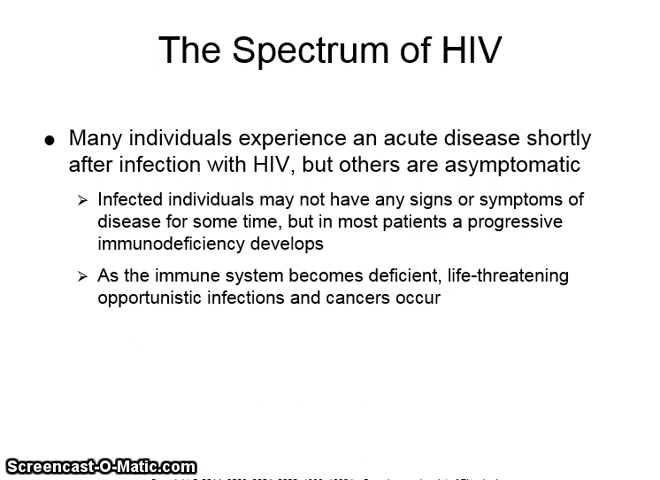 The Spectrum of HIV
● Many individuals experience an acute disease shortly
after infection with HIV, but others are asymptomatic
➢ Infected individuals may not have any signs or symptoms of
disease for some time, but in most patients a progressive
immunodeficiency develops
➢ As the immune system becomes deficient, life-threatening
opportunistic infections and cancers occur
Screencast-O-Matic.com